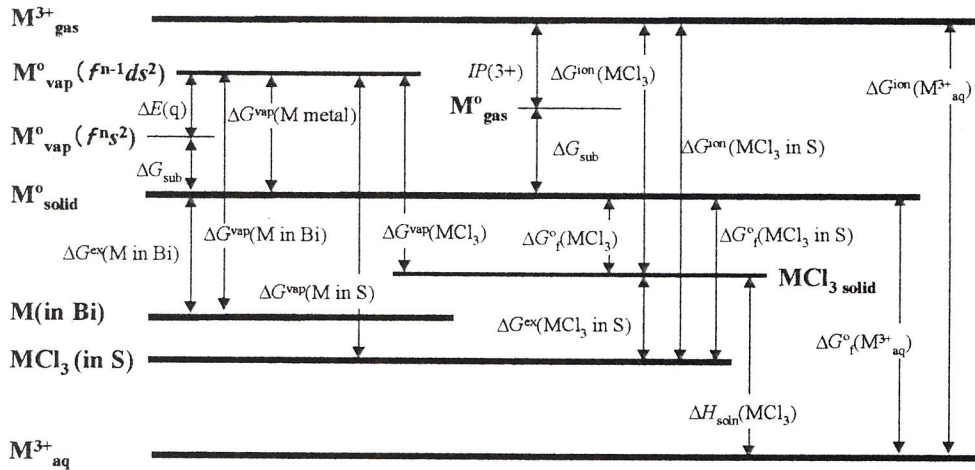 M³⁺gas
M°vap (fⁿ⁻¹ds²)
IP(3+)
ΔGⁱᵒⁿ(MCl₃)
M°gas
ΔGⁱᵒⁿ(M³⁺aq)
ΔE(q)
ΔGᵛᵃᵖ(M metal)
M°vap (fⁿs²)
ΔGⁱᵒⁿ(MCl₃ in S)
ΔGsub
ΔGsub
M°solid
ΔGᵉˣ(M in Bi)
ΔGᵛᵃᵖ(M in Bi)
ΔGᵛᵃᵖ(MCl₃)
ΔG°f(MCl₃)
ΔG°f(MCl₃ in S)
MCl₃ solid
ΔGᵛᵃᵖ(M in S)
M(in Bi)
ΔGᵉˣ(MCl₃ in S)
MCl₃ (in S)
ΔG°f(M³⁺aq)
ΔHsoln(MCl₃)
M³⁺aq